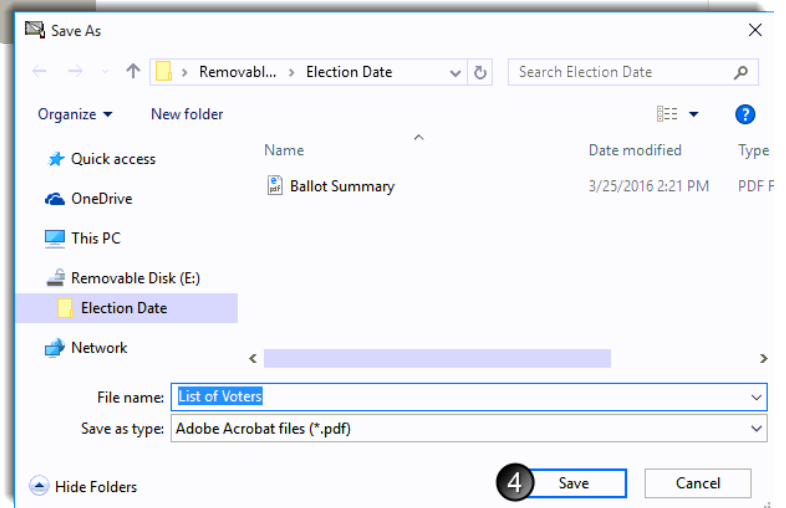 Save As
Removabl... > Election Date
Search Election Date
Organize
New folder
?
Name
Date modified
Type
Quick access
OneDrive
This PC
Removable Disk (E:)
Election Date
Network
pdf
Ballot Summary
3/25/2016 2:21 PM
PDF F
File name:
List of Voters
Save as type:
Adobe Acrobat files (*.pdf)
Hide Folders
4
Save
Cancel